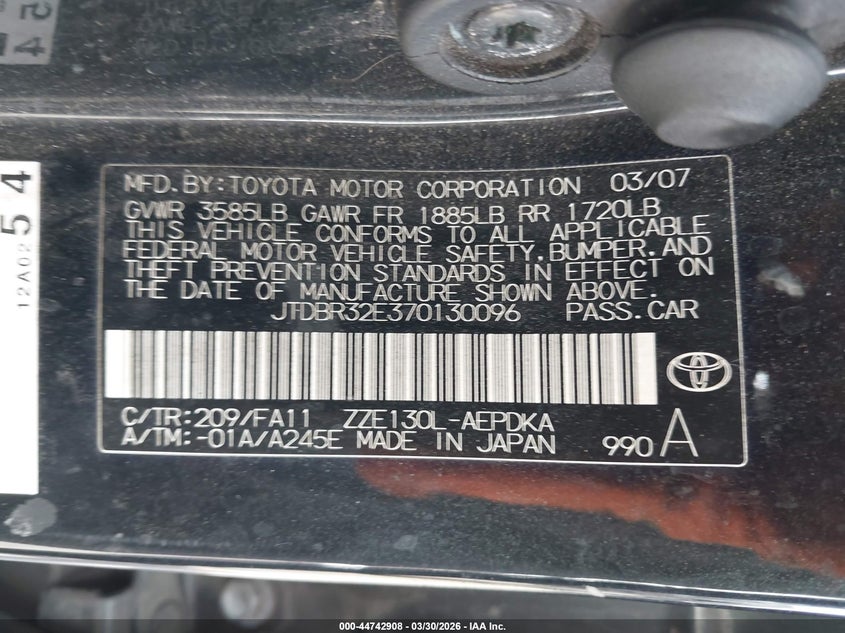 MFD.BY:TOYOTA MOTOR CORPORATION 03/07
GVWR 3585LB GAWR FR 1885LB RR 1720LB
THIS VEHICLE CONFORMS TO ALL APPLICABLE
FEDERAL MOTOR VEHICLE SAFETY,BUMPER,AND
THEFT PREVENTION STANDARDS IN EFFECT ON
THE DATE OF MANUFACTURE SHOWN ABOVE.
JTDBR32E370130096 PASS.CAR
C/TR:209/FA11 ZZE130L-AEPDKA
A/TM:-01A/A245E MADE IN JAPAN 990 A
12A02 54
000-44742908 - 03/30/2026 - IAA Inc.